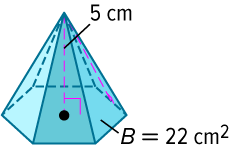 5 cm
B = 22 cm²